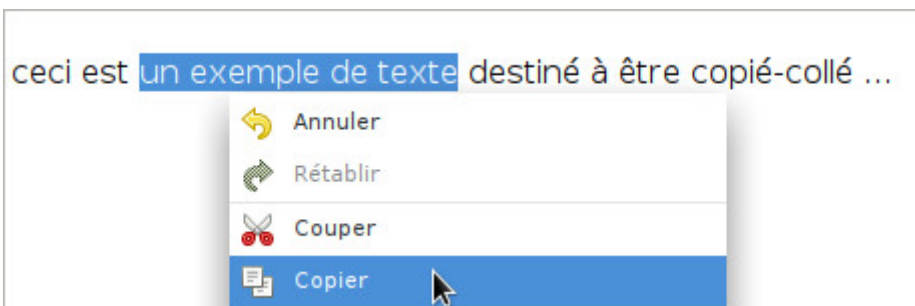 ceci est un exemple de texte destiné à être copié-collé ...
Annuler
Rétablir
Couper
Copier